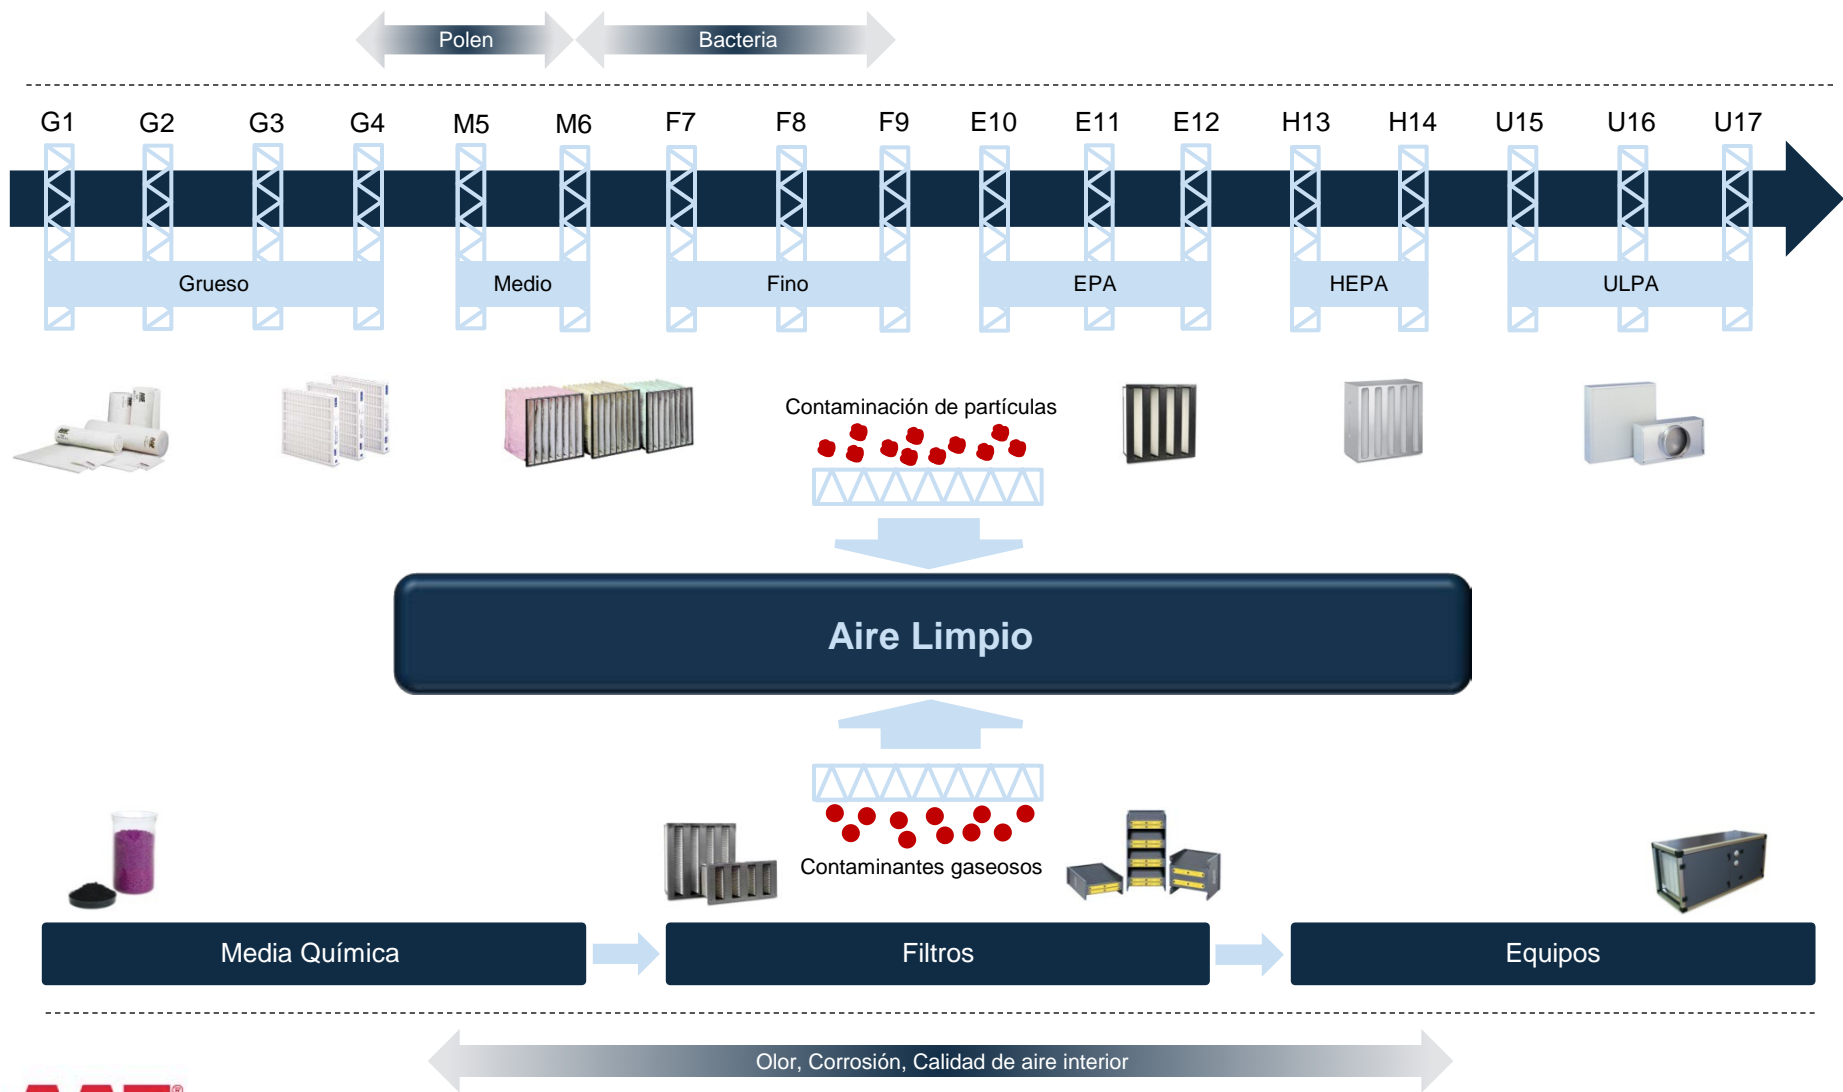 Polen
Bacteria
G1 G2 G3 G4 M5 M6 F7 F8 F9 E10 E11 E12 H13 H14 U15 U16 U17
Grueso Medio Fino EPA HEPA ULPA
Contaminación de partículas
Aire Limpio
Contaminantes gaseosos
Media Química
Filtros
Equipos
Olor, Corrosión, Calidad de aire interior